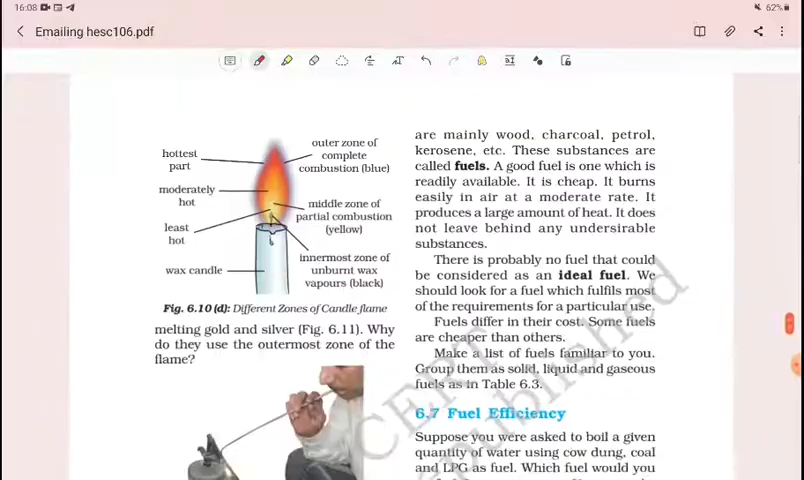 16:08
62%
Emailing hesc106.pdf
hottest
part
moderately
hot
least
hot
wax candle
outer zone of
complete
combustion (blue)
middle zone of
partial combustion
(yellow)
innermost zone of
unburnt wax
vapours (black)
Fig. 6.10 (d): Different Zones of Candle flame
melting gold and silver (Fig. 6.11). Why
do they use the outermost zone of the
flame?
are mainly wood, charcoal, petrol,
kerosene, etc. These substances are
called fuels. A good fuel is one which is
readily available. It is cheap. It burns
easily in air at a moderate rate. It
produces a large amount of heat. It does
not leave behind any undersirable
substances.
There is probably no fuel that could
be considered as an ideal fuel. We
should look for a fuel which fulfils most
of the requirements for a particular use.
Fuels differ in their cost. Some fuels
are cheaper than others.
Make a list of fuels familiar to you.
Group them as solid, liquid and gaseous
fuels as in Table 6.3.
6.7 Fuel Efficiency
Suppose you were asked to boil a given
quantity of water using cow dung, coal
and LPG as fuel. Which fuel would you